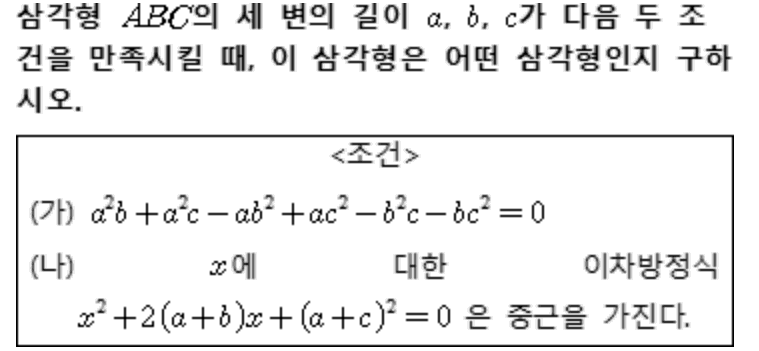 삼각형 ABC의 세 변의 길이 a, b, c가 다음 두 조
건을 만족시킬 때, 이 삼각형은 어떤 삼각형인지 구하
시오.
<조건>
(가) a²b+a²c-ab²+ac²-b²c-bc²=0
(나) x에 대한 이차방정식
x²+2(a+b)x+(a+c)²=0 은 중근을 가진다.